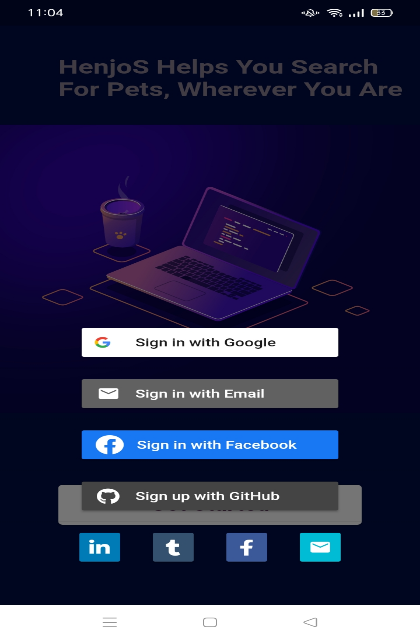 11:04
83
HenjoS Helps You Search
For Pets, Wherever You Are
Sign in with Google
Sign in with Email
Sign in with Facebook
Sign up with GitHub
in
t
f